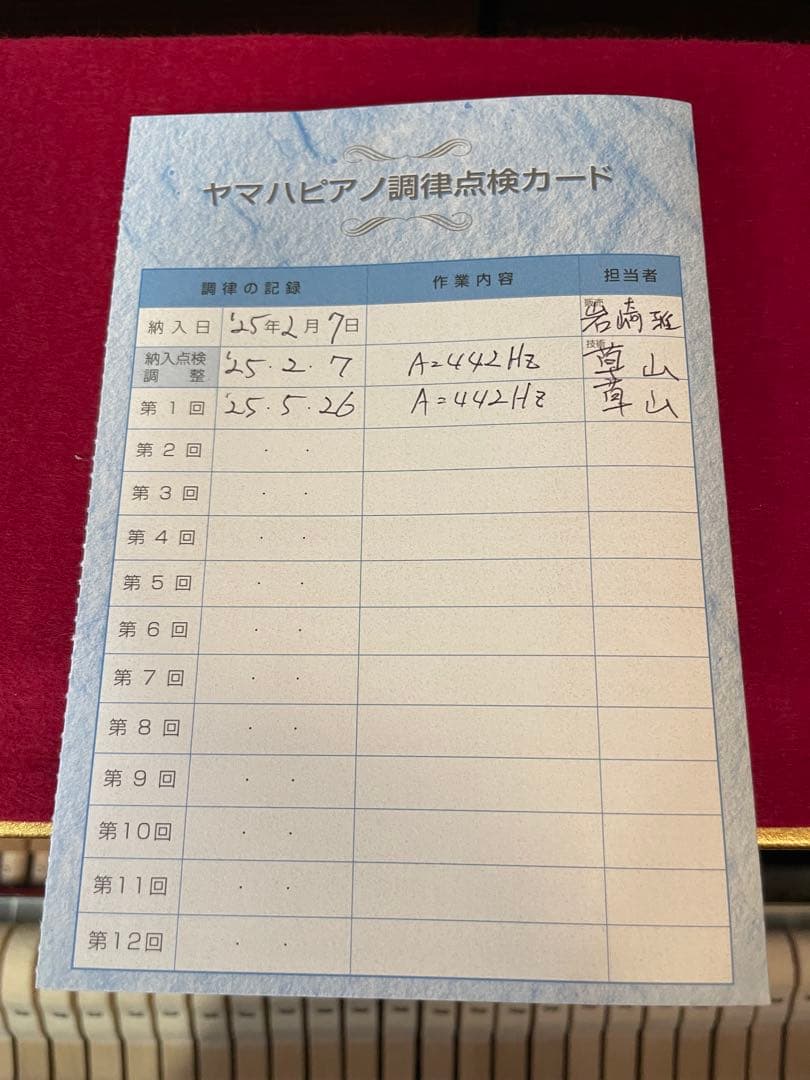 ヤマハピアノ調律点検カード
調律の記録 作業内容 担当者
納入日 '25年2月7日 販売 岩崎雅
納入点検調整 '25・2・7 A=442Hz 技術 草山
第1回 '25・5・26 A=442Hz 草山
第2回 ・ ・
第3回 ・ ・
第4回 ・ ・
第5回 ・ ・
第6回 ・ ・
第7回 ・ ・
第8回 ・ ・
第9回 ・ ・
第10回 ・ ・
第11回 ・ ・
第12回 ・ ・